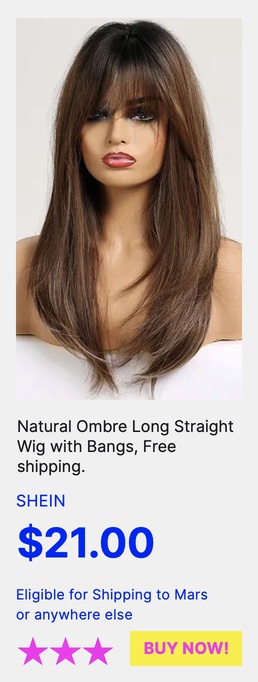 Natural Ombre Long Straight
Wig with Bangs, Free
shipping.
SHEIN
$21.00
Eligible for Shipping to Mars
or anywhere else
BUY NOW!